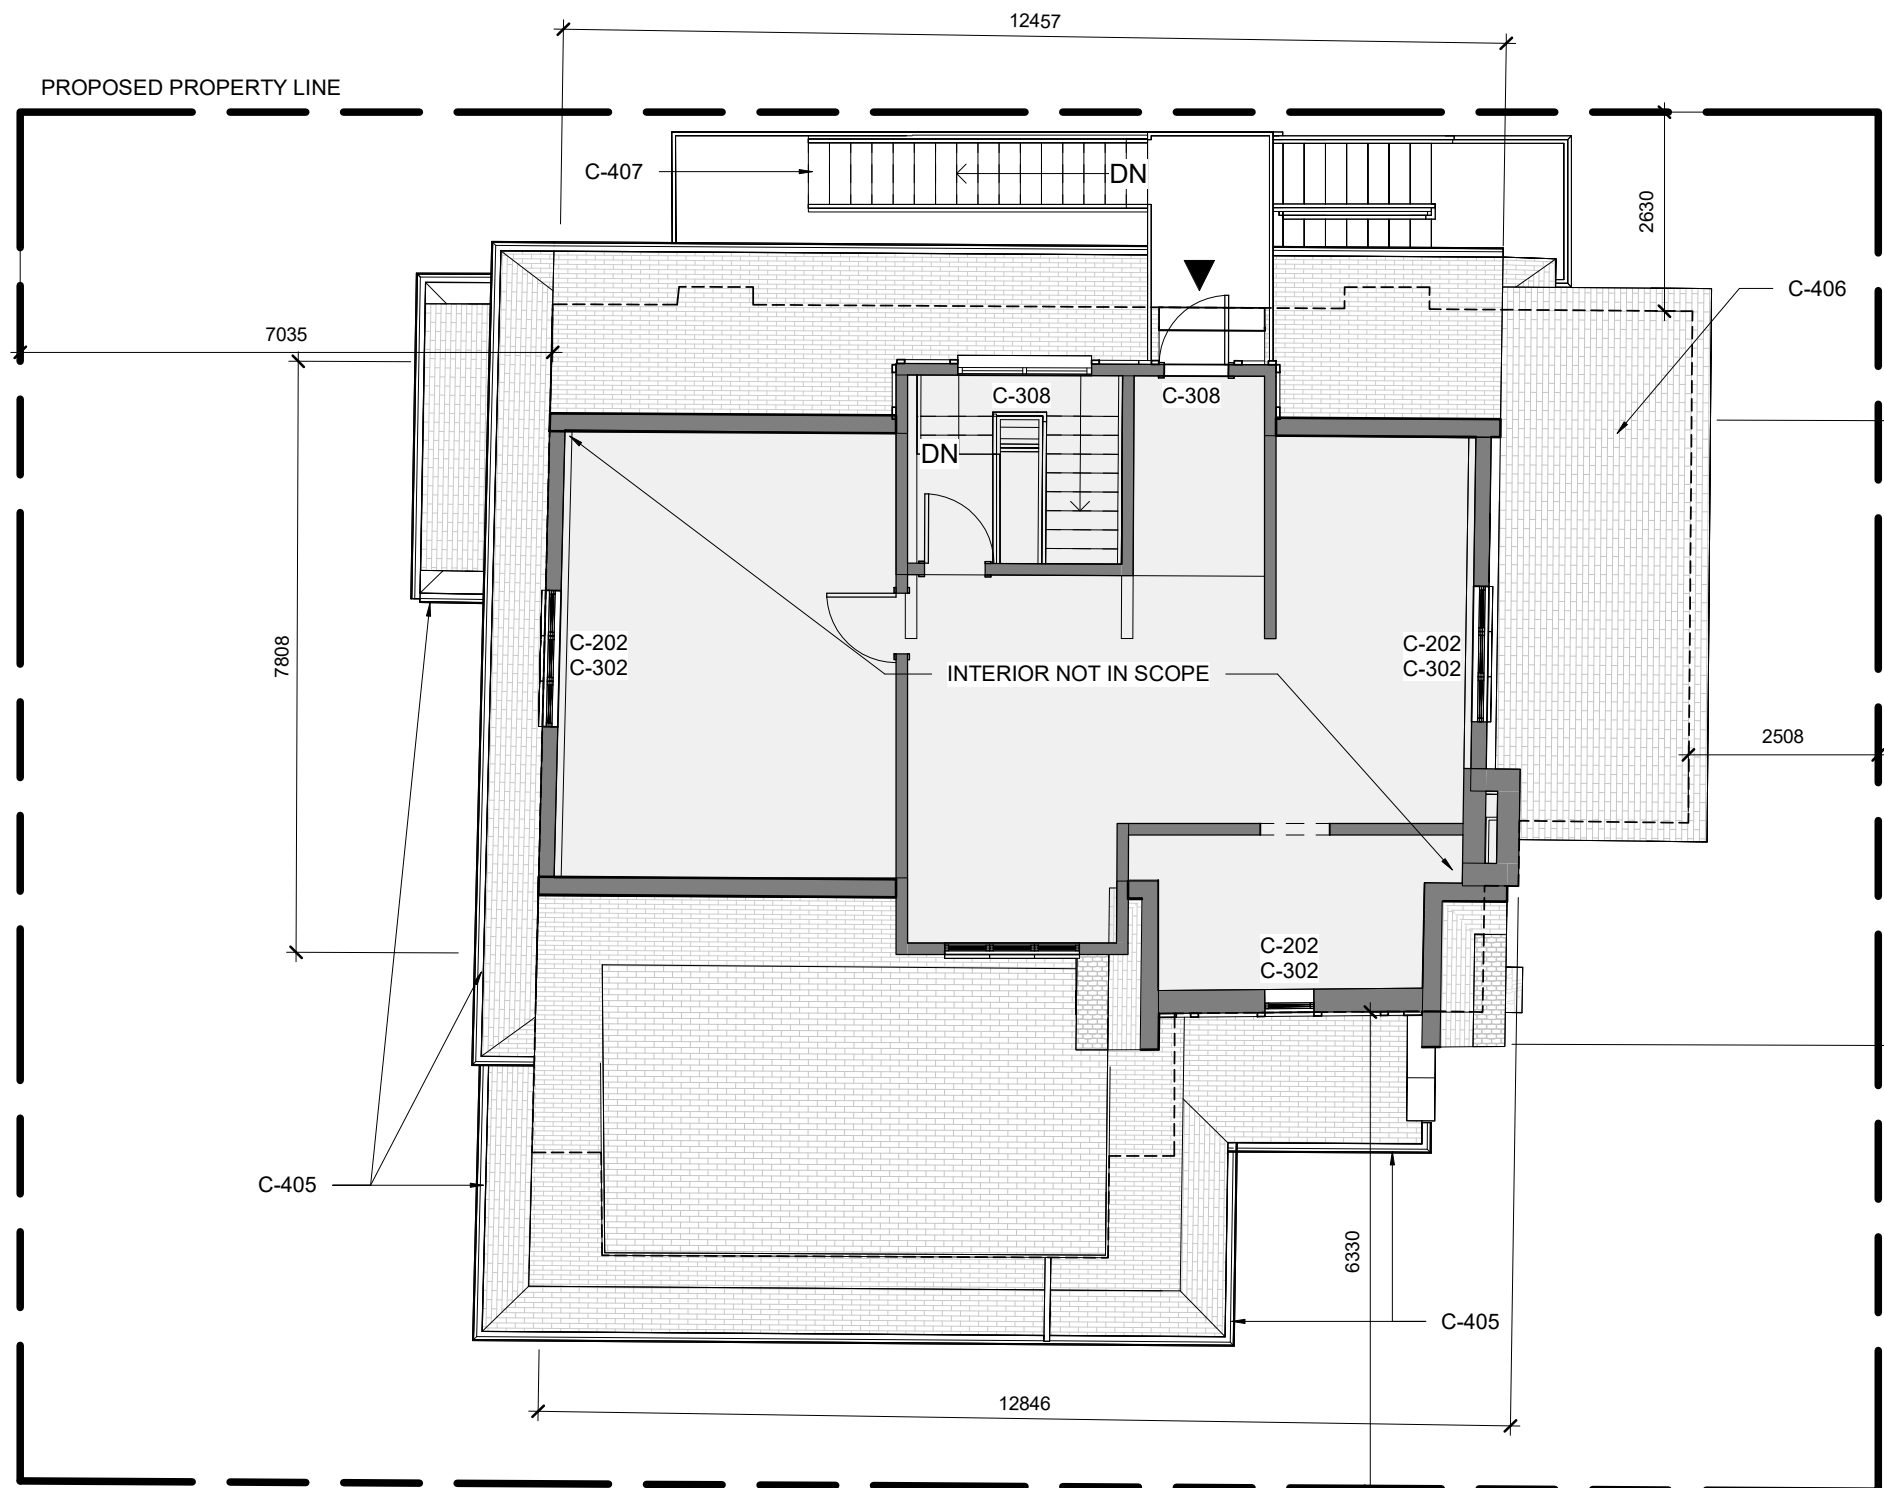 12457
PROPOSED PROPERTY LINE
C-407
DN
2630
C-406
7035
C-308
C-308
DN
7808
C-202
C-302
C-202
C-302
INTERIOR NOT IN SCOPE
2508
C-202
C-302
C-405
6330
C-405
12846